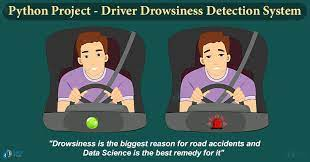 Python Project - Driver Drowsiness Detection System
"Drowsiness is the biggest reason for road accidents and
Data Science is the best remedy for it"